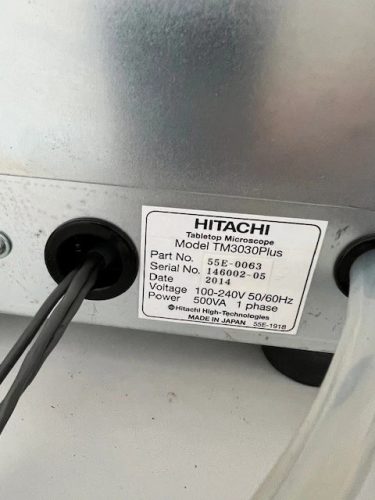 HITACHI
Tabletop Microscope
Model TM3030Plus
Part No. 55E-0063
Serial No. 146002-05
Date 2014
Voltage 100-240V 50/60Hz
Power 500VA 1 phase
Hitachi High-Technologies
MADE IN JAPAN 55E-1918